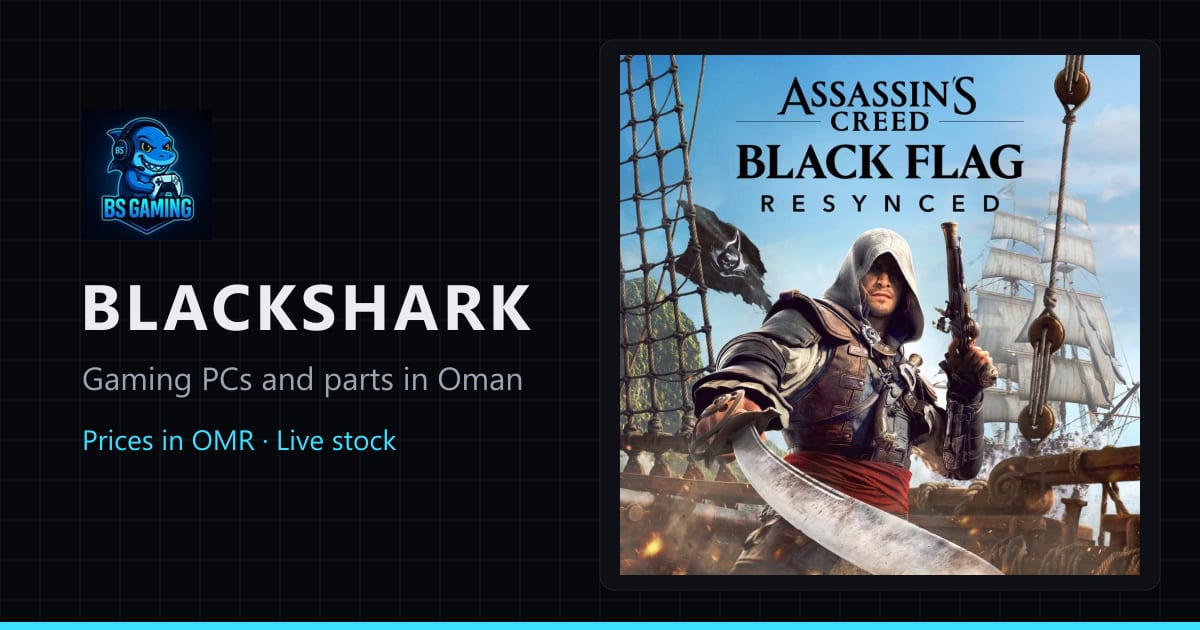 BS
BS GAMING
BLACKSHARK
Gaming PCs and parts in Oman
Prices in OMR · Live stock
ASSASSIN'S
CREED
BLACK FLAG
RESYNCED